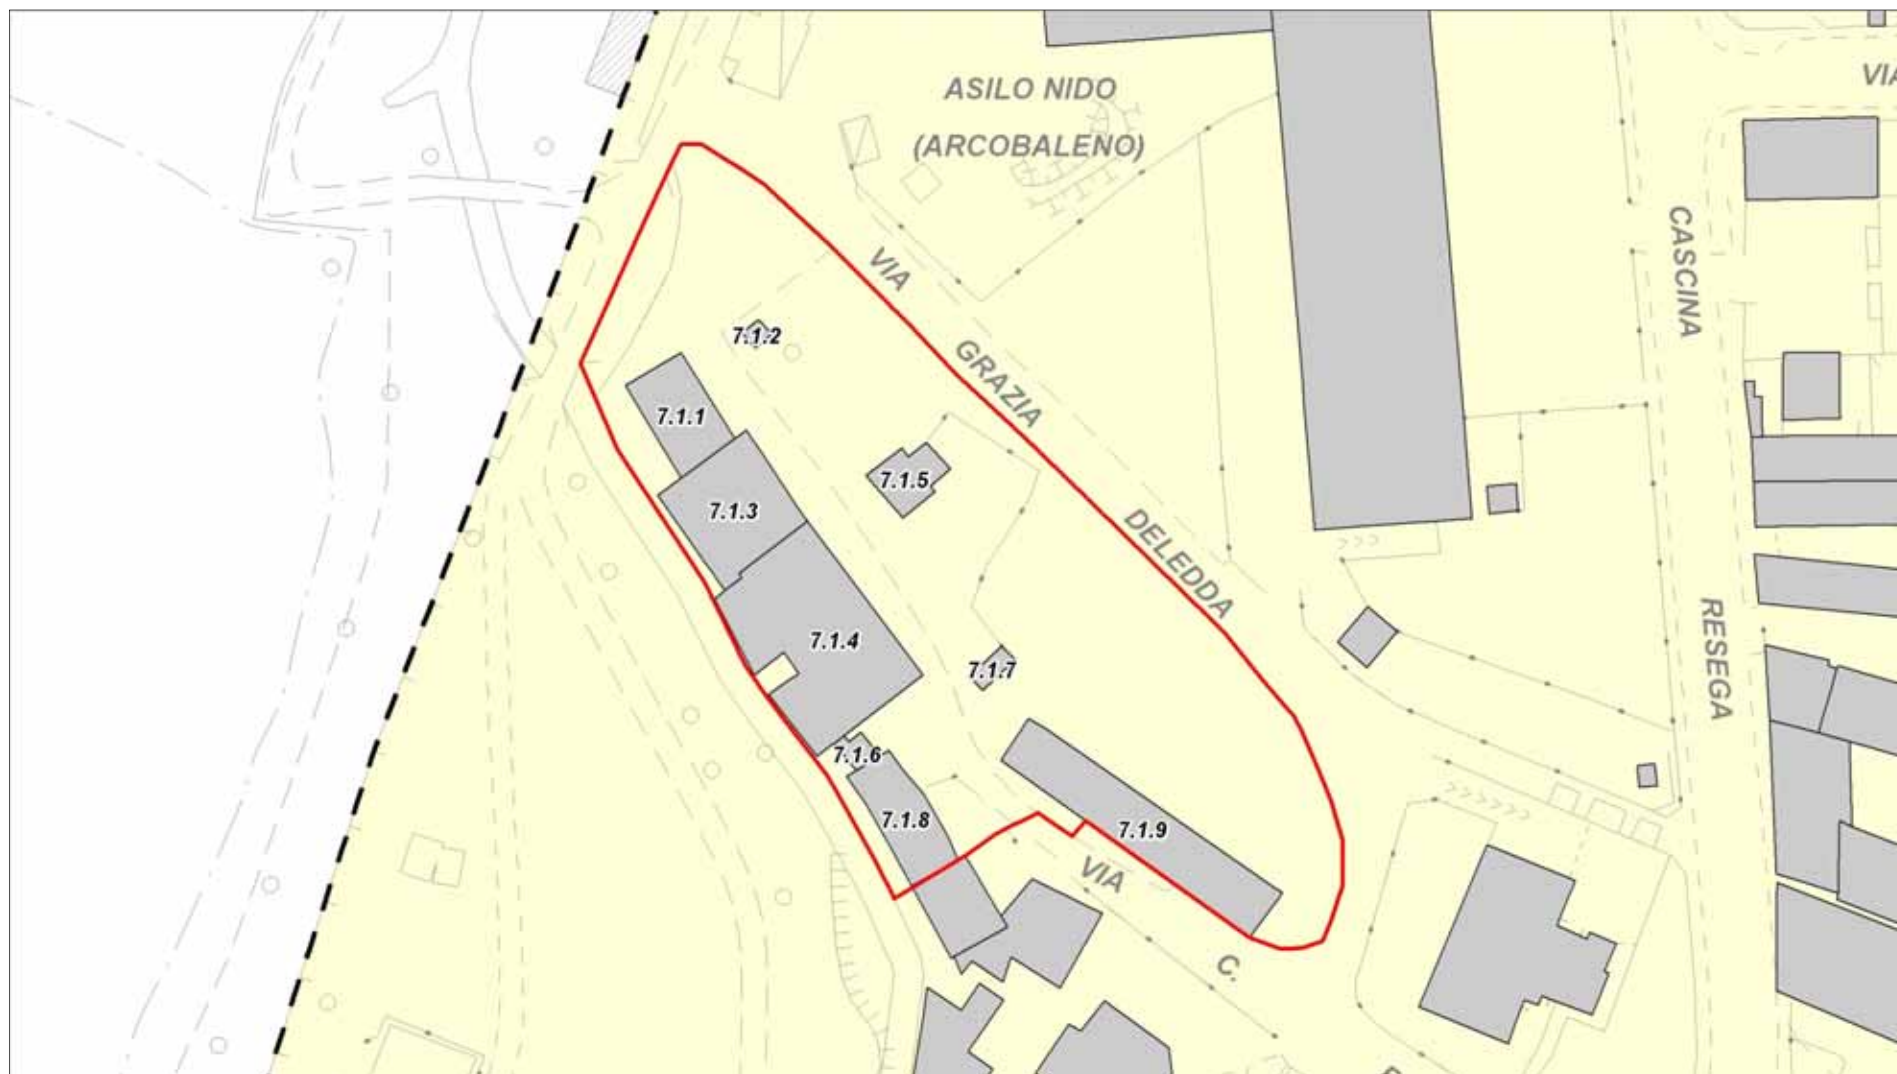 ASILO NIDO
(ARCOBALENO)
VIA
CASCINA
VIA
7.1.2
GRAZIA
7.1.1
7.1.5
7.1.3
DELEDDA
7.1.4
RESEGA
7.1.7
7.1.6
7.1.8
7.1.9
VIA
C.